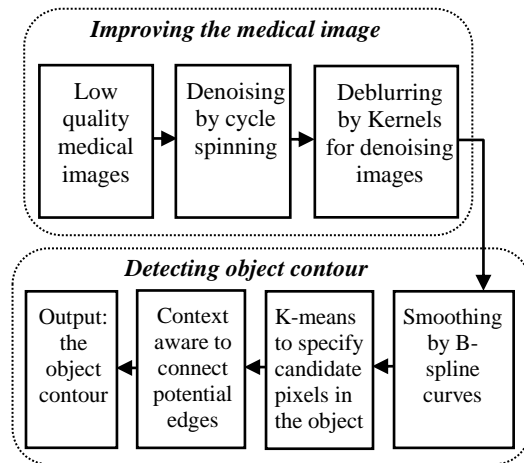 Improving the medical image
Low
quality
medical
images
Denoising
by cycle
spinning
Deblurring
by Kernels
for denoising
images
Detecting object contour
Output:
the
object
contour
Context
aware to
connect
potential
edges
K-means
to specify
candidate
pixels in
the object
Smoothing
by B-
spline
curves